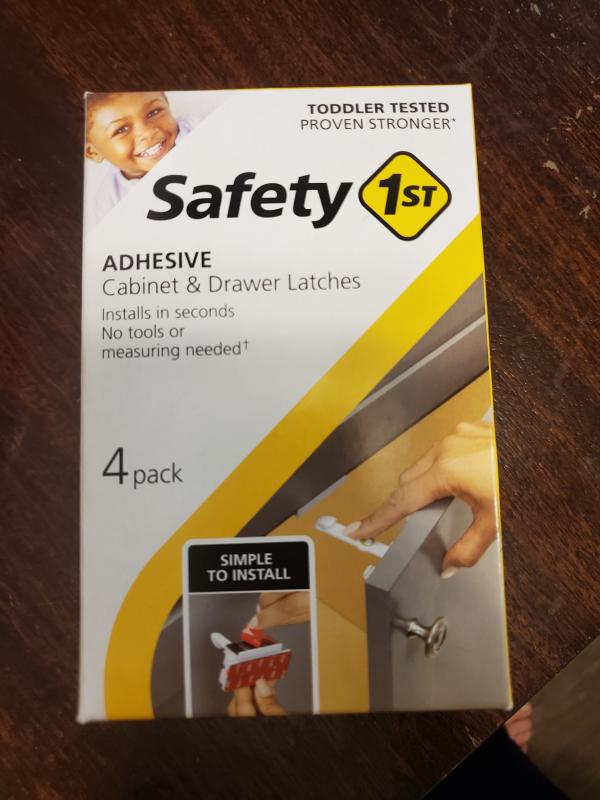 TODDLER TESTED
PROVEN STRONGER*
Safety 1ST
ADHESIVE
Cabinet & Drawer Latches
Installs in seconds
No tools or
measuring needed†
4 pack
SIMPLE
TO INSTALL